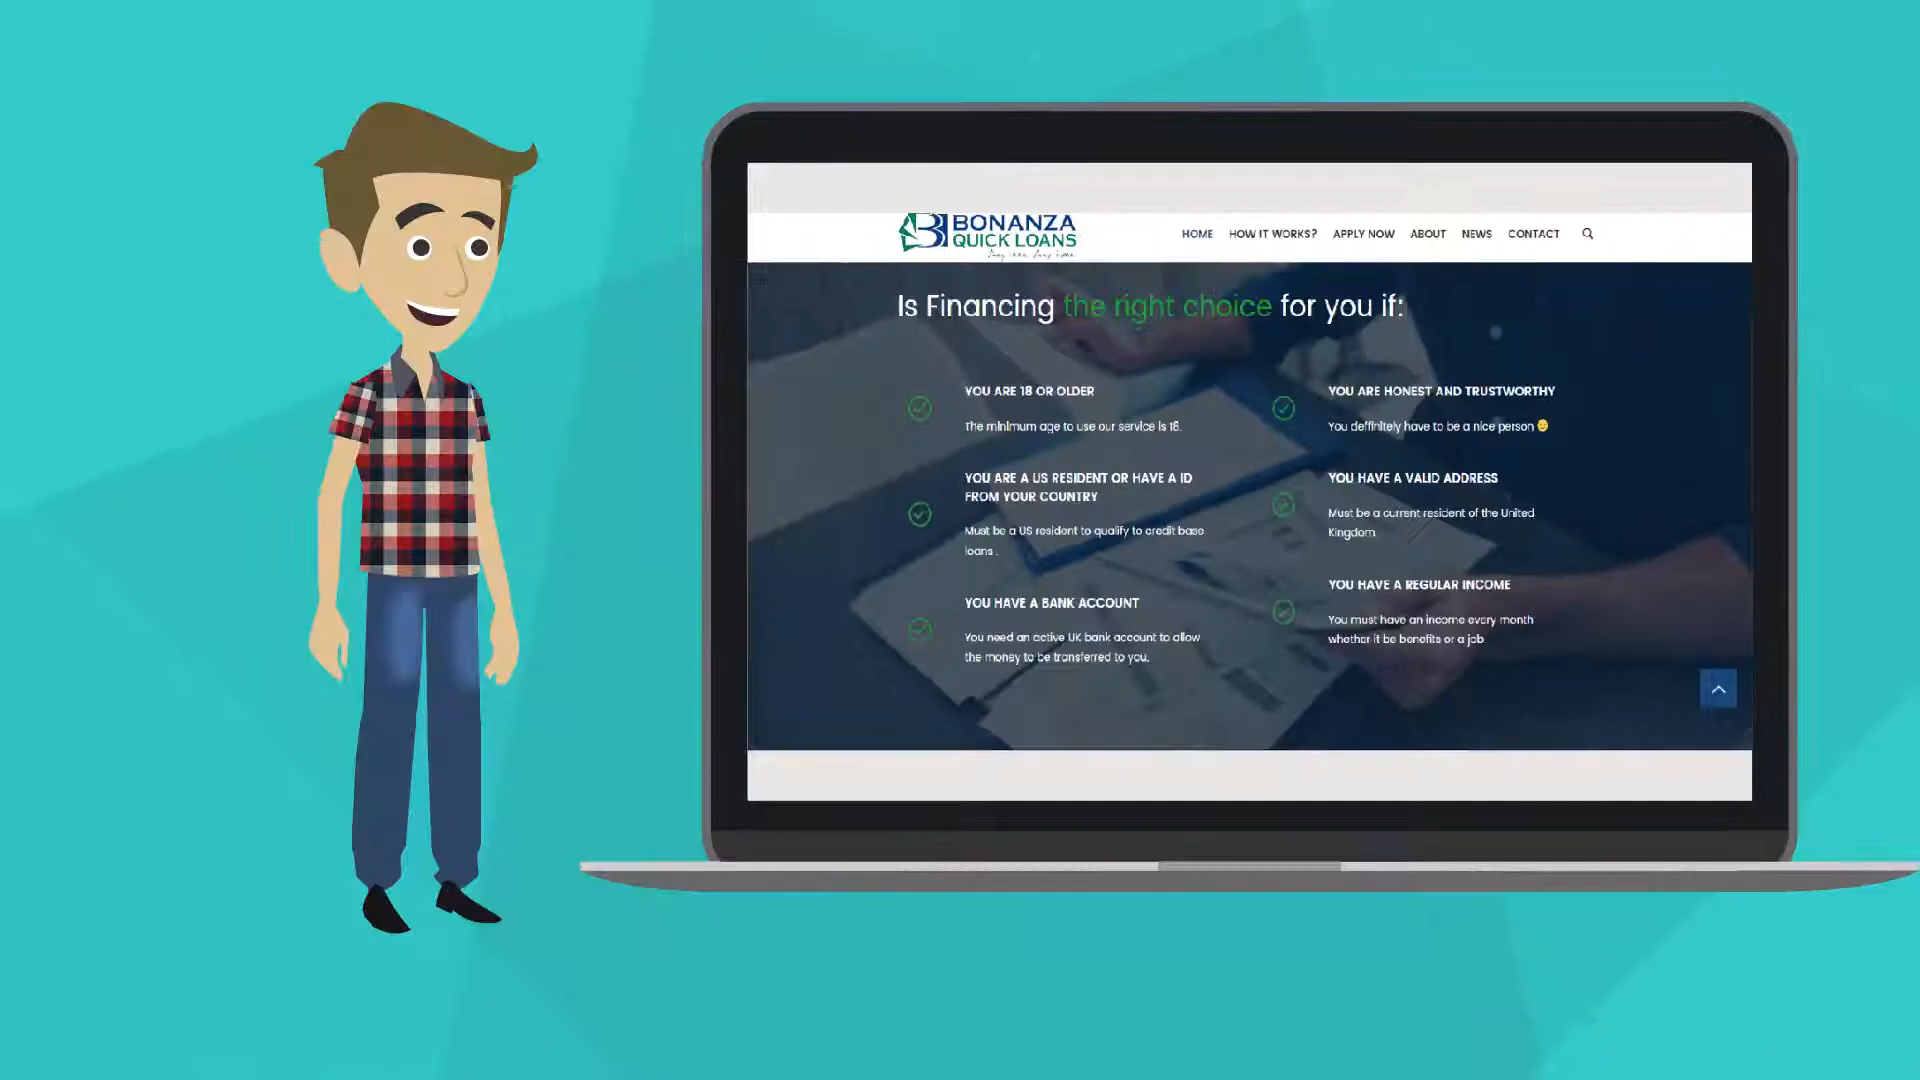 BONANZA
QUICK LOANS
HOME HOW IT WORKS? APPLY NOW ABOUT NEWS CONTACT
Is Financing the right choice for you if:
YOU ARE 18 OR OLDER
The minimum age to use our service is 18.
YOU ARE A US RESIDENT OR HAVE A ID
FROM YOUR COUNTRY
Must be a US resident to qualify to credit base
loans .
YOU HAVE A BANK ACCOUNT
You need an active UK bank account to allow
the money to be transferred to you.
YOU ARE HONEST AND TRUSTWORTHY
You deffinitely have to be a nice person
YOU HAVE A VALID ADDRESS
Must be a current resident of the United
Kingdom.
YOU HAVE A REGULAR INCOME
You must have an income every month
whether it be benefits or a job.